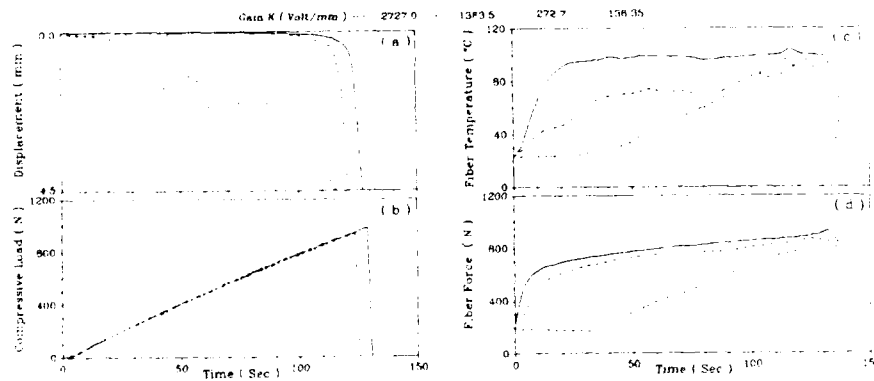 Gain K ( Volt/mm ) 2727.0 1363.5 272.7 136.35
0.0
( a )
Displacement ( mm )
4.5
1200
( b )
Compressive Load ( N )
800
400
0
0 50 100 150
Time ( Sec )
120
( c )
Fiber Temperature ( °C )
80
40
0
1200
( d )
Fiber Force ( N )
800
400
0
0 50 100
Time ( Sec )